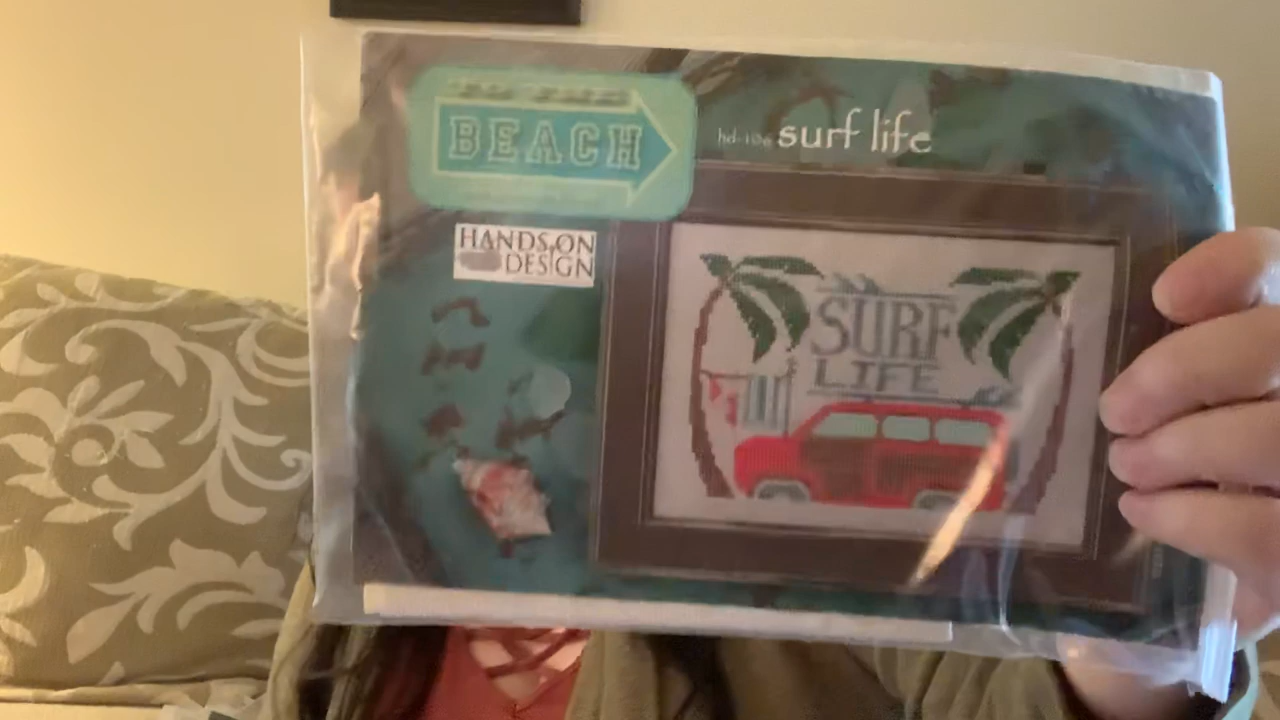 BEACH
surf life
HANDS ON
DESIGN
SURF
LIFE